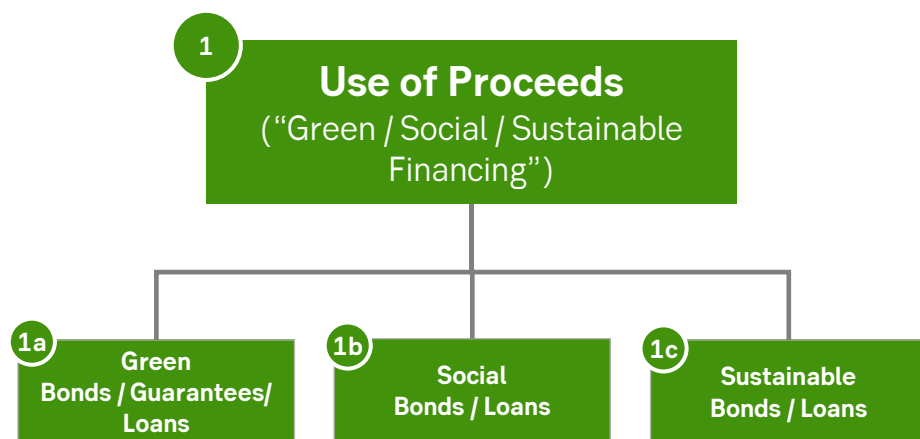 1
Use of Proceeds
(“Green / Social / Sustainable
Financing”)
1a
Green
Bonds / Guarantees/
Loans
1b
Social
Bonds / Loans
1c
Sustainable
Bonds / Loans